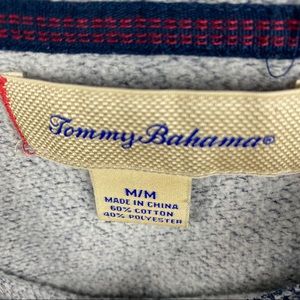 Tommy Bahama®
M/M
MADE IN CHINA
60% COTTON
40% POLYESTER